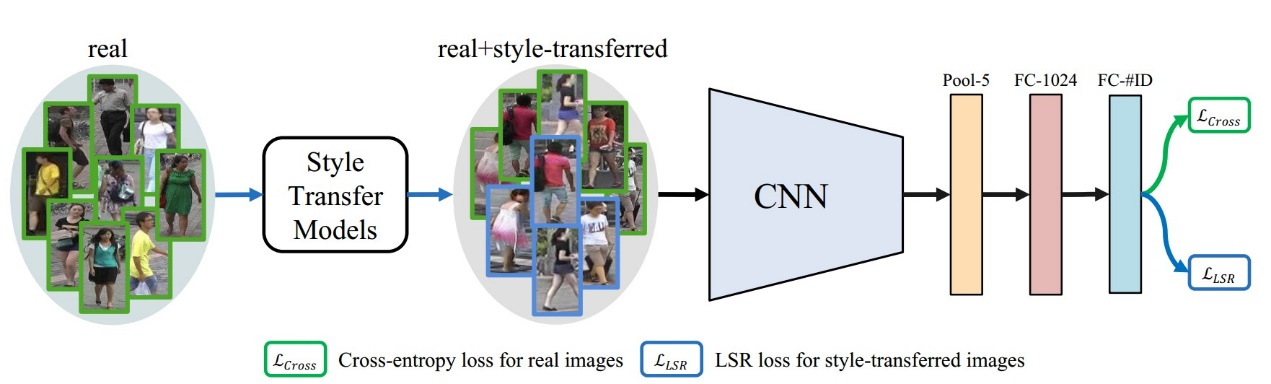 real
real+style-transferred
Style
Transfer
Models
CNN
Pool-5
FC-1024
FC-#ID
ℒCross
ℒLSR
ℒCross Cross-entropy loss for real images
ℒLSR LSR loss for style-transferred images